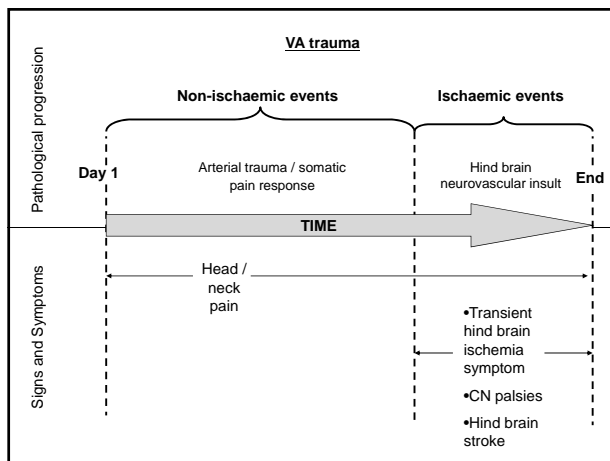 VA trauma
Pathological progression
Non-ischaemic events
Ischaemic events
Day 1
Arterial trauma / somatic
pain response
Hind brain
neurovascular insult
End
TIME
Signs and Symptoms
Head /
neck
pain
•Transient
hind brain
ischemia
symptom
•CN palsies
•Hind brain
stroke